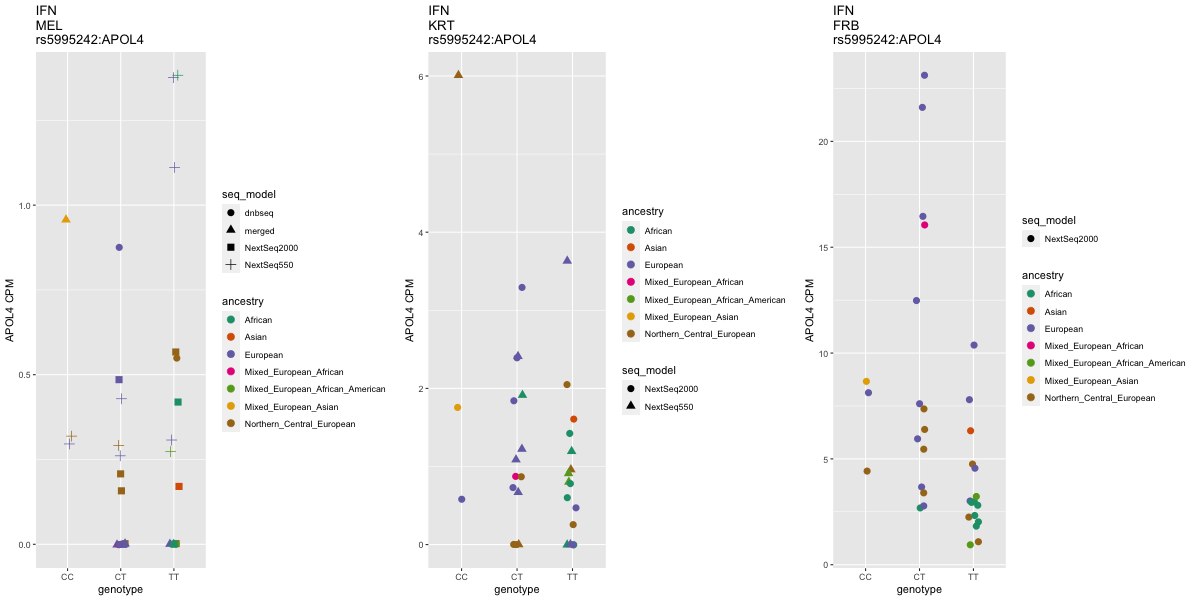 IFN
MEL
rs5995242:APOL4
APOL4 CPM
1.0
0.5
0.0
CC
CT
TT
genotype
seq_model
dnbseq
merged
NextSeq2000
NextSeq550
ancestry
African
Asian
European
Mixed_European_African
Mixed_European_African_American
Mixed_European_Asian
Northern_Central_European
IFN
KRT
rs5995242:APOL4
APOL4 CPM
6
4
2
0
CC
CT
TT
genotype
ancestry
African
Asian
European
Mixed_European_African
Mixed_European_African_American
Mixed_European_Asian
Northern_Central_European
seq_model
NextSeq2000
NextSeq550
IFN
FRB
rs5995242:APOL4
APOL4 CPM
20
15
10
5
0
CC
CT
TT
genotype
seq_model
NextSeq2000
ancestry
African
Asian
European
Mixed_European_African
Mixed_European_African_American
Mixed_European_Asian
Northern_Central_European